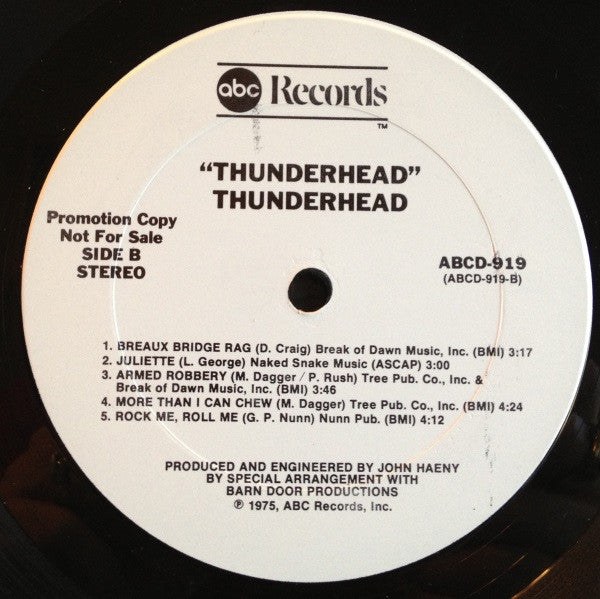 abc Records
TM
"THUNDERHEAD"
THUNDERHEAD
Promotion Copy
Not For Sale
SIDE B
STEREO
ABCD-919
(ABCD-919-B)
1. BREAUX BRIDGE RAG (D. Craig) Break of Dawn Music, Inc. (BMI) 3:17
2. JULIETTE (L. George) Naked Snake Music (ASCAP) 3:00
3. ARMED ROBBERY (M. Dagger / P. Rush) Tree Pub. Co., Inc. &
Break of Dawn Music, Inc. (BMI) 3:46
4. MORE THAN I CAN CHEW (M. Dagger) Tree Pub. Co., Inc. (BMI) 4:24
5. ROCK ME, ROLL ME (G. P. Nunn) Nunn Pub. (BMI) 4:12
PRODUCED AND ENGINEERED BY JOHN HAENY
BY SPECIAL ARRANGEMENT WITH
BARN DOOR PRODUCTIONS
℗ 1975, ABC Records, Inc.